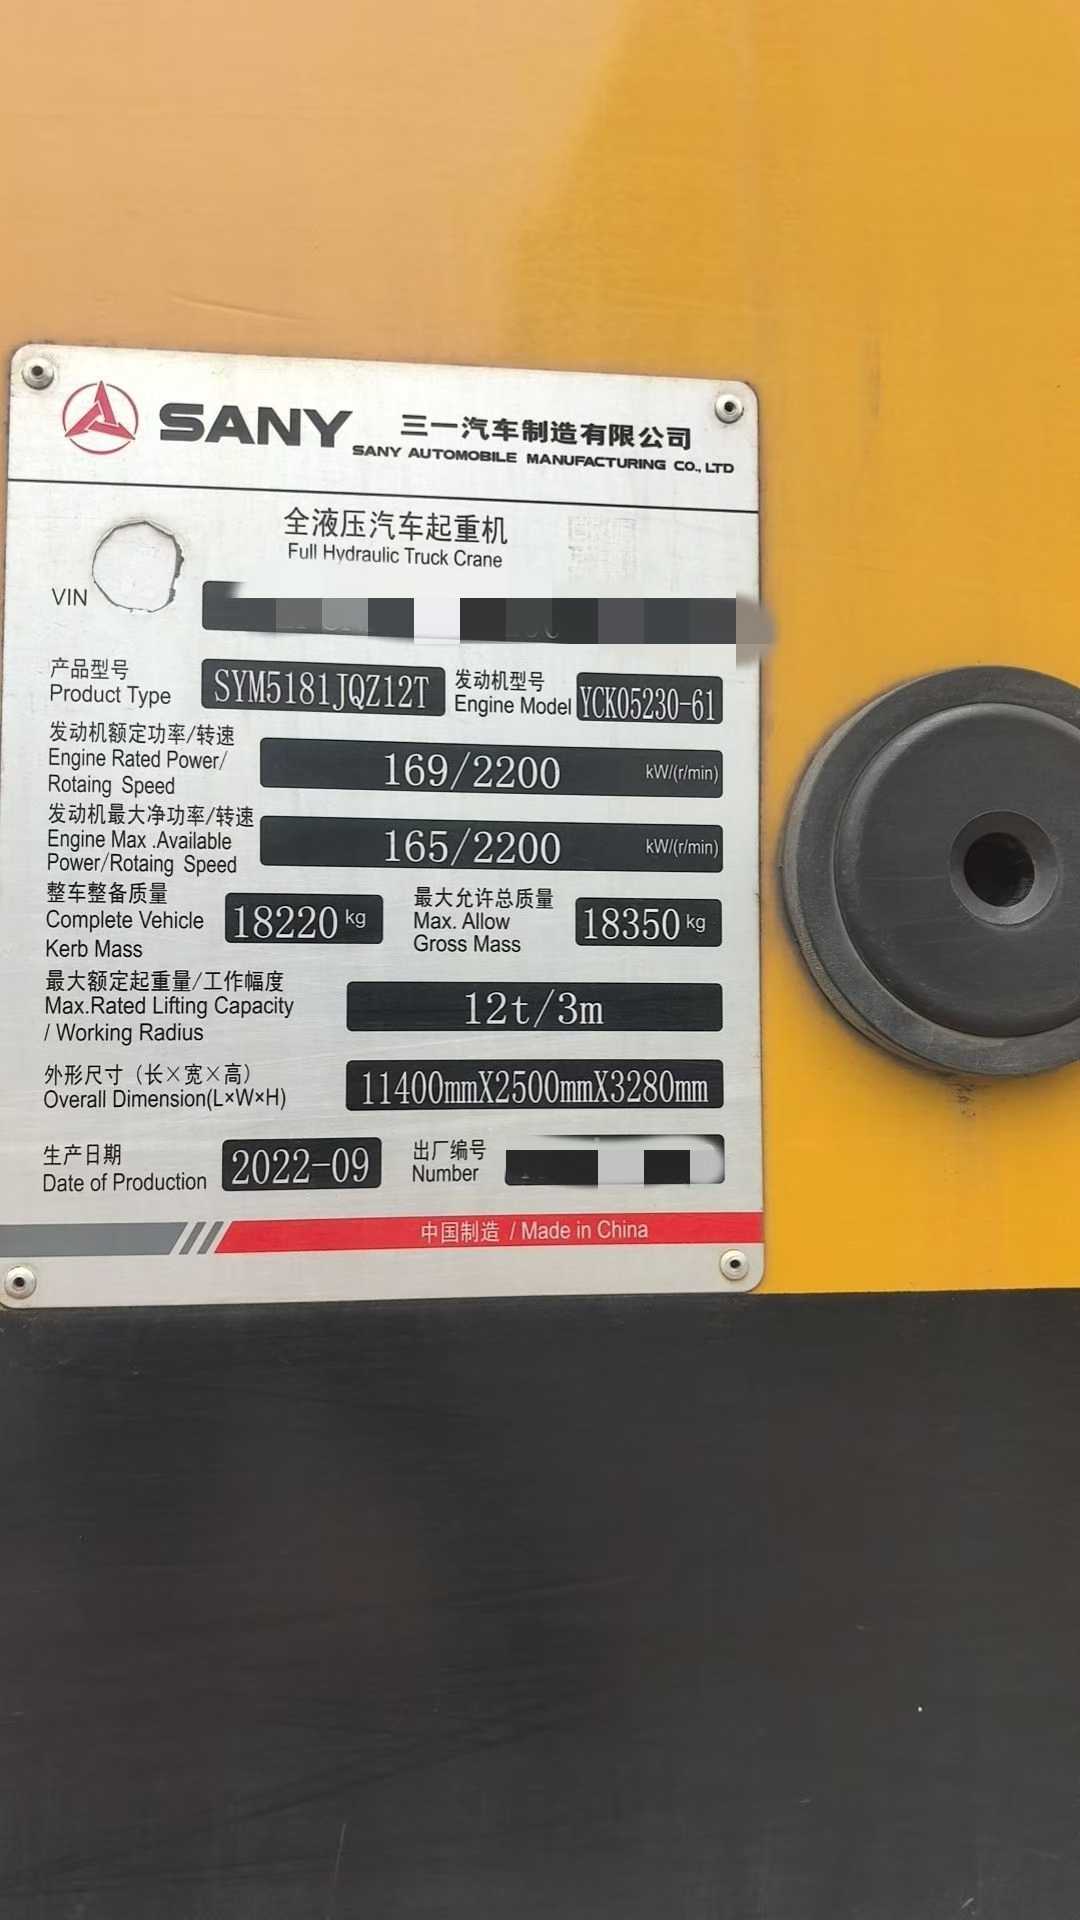 SANY 三一汽车制造有限公司
SANY AUTOMOBILE MANUFACTURING CO., LTD
全液压汽车起重机
Full Hydraulic Truck Crane
VIN
产品型号
Product Type SYM5181JQZ12T
发动机型号
Engine Model YCK05230-61
发动机额定功率/转速
Engine Rated Power/
Rotaing Speed
169/2200 kW/(r/min)
发动机最大净功率/转速
Engine Max .Available
Power/Rotaing Speed
165/2200 kW/(r/min)
整车整备质量
Complete Vehicle
Kerb Mass
18220 kg
最大允许总质量
Max. Allow
Gross Mass
18350 kg
最大额定起重量/工作幅度
Max.Rated Lifting Capacity
/ Working Radius
12t/3m
外形尺寸（长×宽×高）
Overall Dimension(L×W×H)
11400mmX2500mmX3280mm
生产日期
Date of Production
2022-09
出厂编号
Number
中国制造 / Made in China